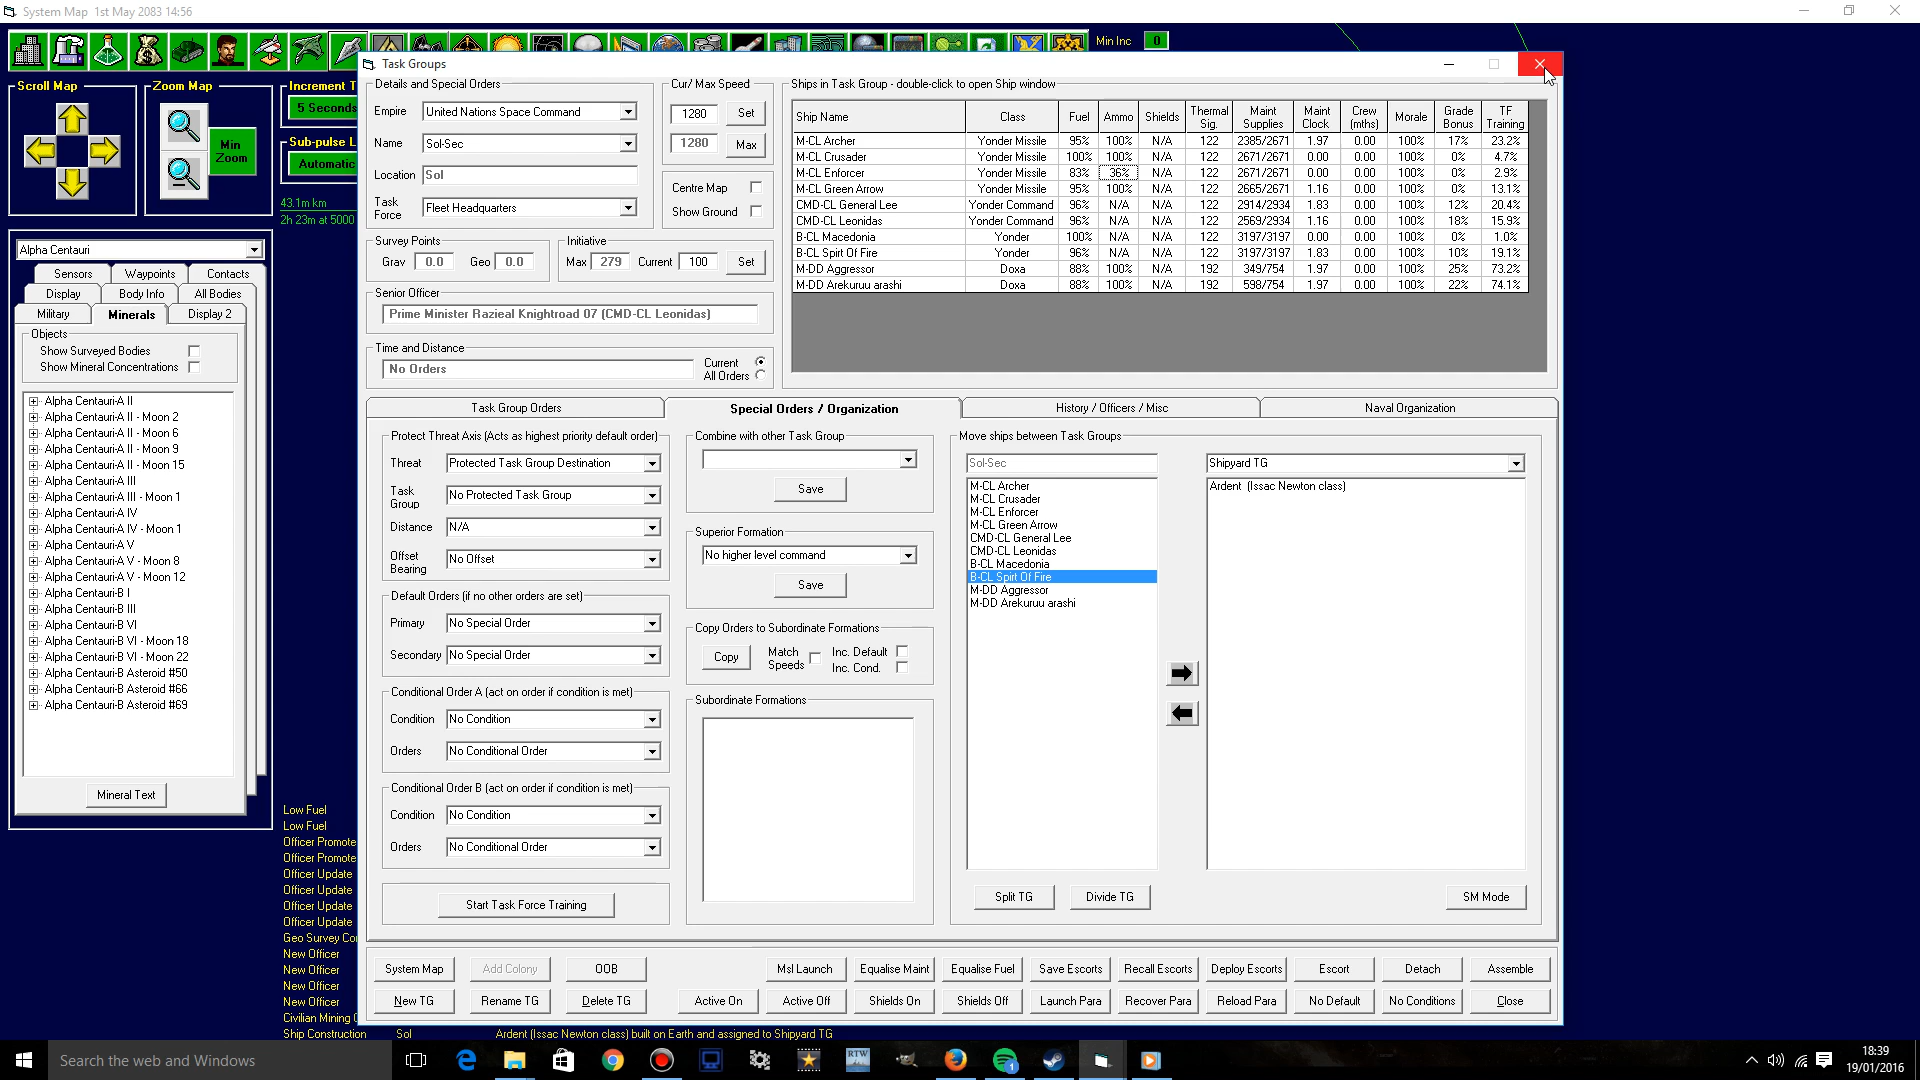 System Map  1st May 2083 14:56
Min Inc 0
Scroll Map
Zoom Map
Min Zoom
Increment T
5 Seconds
Sub-pulse L
Automatic
43.1m km
2h 23m at 5000
Alpha Centauri
Sensors Waypoints Contacts
Display Body Info All Bodies
Military Minerals Display 2
Objects
Show Surveyed Bodies
Show Mineral Concentrations
Alpha Centauri-A II
Alpha Centauri-A II - Moon 2
Alpha Centauri-A II - Moon 6
Alpha Centauri-A II - Moon 9
Alpha Centauri-A II - Moon 15
Alpha Centauri-A III
Alpha Centauri-A III - Moon 1
Alpha Centauri-A IV
Alpha Centauri-A IV - Moon 1
Alpha Centauri-A V
Alpha Centauri-A V - Moon 8
Alpha Centauri-A V - Moon 12
Alpha Centauri-B I
Alpha Centauri-B III
Alpha Centauri-B VI
Alpha Centauri-B VI - Moon 18
Alpha Centauri-B VI - Moon 22
Alpha Centauri-B Asteroid #50
Alpha Centauri-B Asteroid #66
Alpha Centauri-B Asteroid #69
Mineral Text
Low Fuel
Low Fuel
Officer Promote
Officer Promote
Officer Update
Officer Update
Officer Update
Officer Update
Geo Survey Co
New Officer
New Officer
New Officer
New Officer
Civilian Mining C
Ship Construction Sol Ardent (Issac Newton class) built on Earth and assigned to Shipyard TG
Task Groups
Details and Special Orders
Empire United Nations Space Command
Name Sol-Sec
Location Sol
Task Force Fleet Headquarters
Cur/ Max Speed
1280 Set
1280 Max
Centre Map
Show Ground
Survey Points
Grav 0.0 Geo 0.0
Initiative
Max 279 Current 100 Set
Senior Officer
Prime Minister Razieal Knightroad 07 (CMD-CL Leonidas)
Time and Distance
No Orders
Current
All Orders
Ships in Task Group - double-click to open Ship window
Ship Name Class Fuel Ammo Shields Thermal Sig. Maint Supplies Maint Clock Crew (mths) Morale Grade Bonus TF Training
M-CL Archer Yonder Missile 95% 100% N/A 122 2385/2671 1.97 0.00 100% 17% 23.2%
M-CL Crusader Yonder Missile 100% 100% N/A 122 2671/2671 0.00 0.00 100% 0% 4.7%
M-CL Enforcer Yonder Missile 83% 36% N/A 122 2671/2671 0.00 0.00 100% 0% 2.9%
M-CL Green Arrow Yonder Missile 95% 100% N/A 122 2665/2671 1.16 0.00 100% 0% 13.1%
CMD-CL General Lee Yonder Command 96% N/A N/A 122 2914/2934 1.83 0.00 100% 12% 20.4%
CMD-CL Leonidas Yonder Command 96% N/A N/A 122 2569/2934 1.16 0.00 100% 18% 15.9%
B-CL Macedonia Yonder 100% N/A N/A 122 3197/3197 0.00 0.00 100% 0% 1.0%
B-CL Spirt Of Fire Yonder 96% N/A N/A 122 3197/3197 1.83 0.00 100% 10% 19.1%
M-DD Aggressor Doxa 88% 100% N/A 192 349/754 1.97 0.00 100% 25% 73.2%
M-DD Arekuruu arashi Doxa 88% 100% N/A 192 598/754 1.97 0.00 100% 22% 74.1%
Task Group Orders Special Orders / Organization History / Officers / Misc Naval Organization
Protect Threat Axis (Acts as highest priority default order)
Threat Protected Task Group Destination
Task Group No Protected Task Group
Distance N/A
Offset Bearing No Offset
Default Orders (if no other orders are set)
Primary No Special Order
Secondary No Special Order
Conditional Order A (act on order if condition is met)
Condition No Condition
Orders No Conditional Order
Conditional Order B (act on order if condition is met)
Condition No Condition
Orders No Conditional Order
Start Task Force Training
Combine with other Task Group
Save
Superior Formation
No higher level command
Save
Copy Orders to Subordinate Formations
Copy Match Speeds Inc. Default
Inc. Cond.
Subordinate Formations
Move ships between Task Groups
Sol-Sec
M-CL Archer
M-CL Crusader
M-CL Enforcer
M-CL Green Arrow
CMD-CL General Lee
CMD-CL Leonidas
B-CL Macedonia
B-CL Spirt Of Fire
M-DD Aggressor
M-DD Arekuruu arashi
Shipyard TG
Ardent (Issac Newton class)
Split TG Divide TG SM Mode
System Map Add Colony OOB Msl Launch Equalise Maint Equalise Fuel Save Escorts Recall Escorts Deploy Escorts Escort Detach Assemble
New TG Rename TG Delete TG Active On Active Off Shields On Shields Off Launch Para Recover Para Reload Para No Default No Conditions Close
Search the web and Windows
RTW
1
18:39
19/01/2016